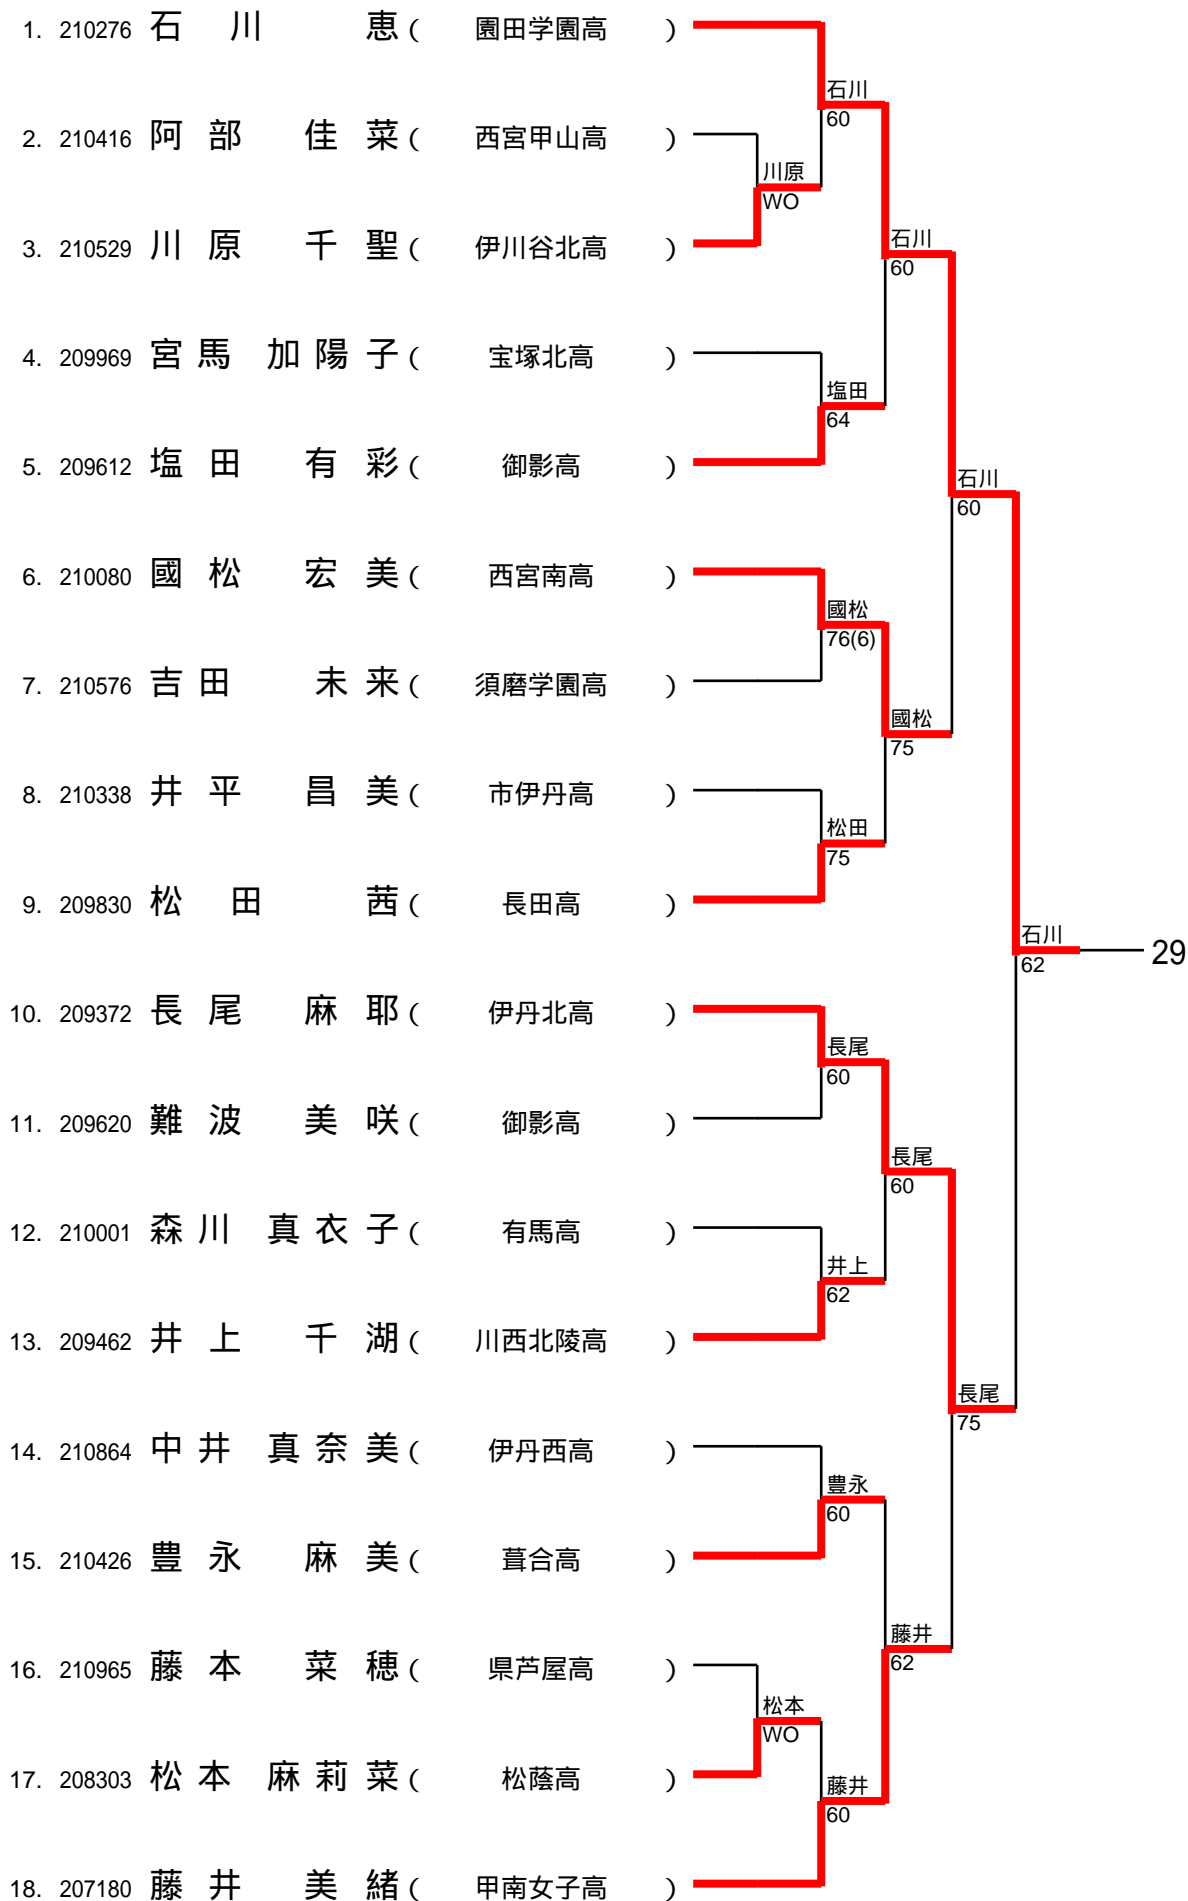 1. 210276 石川 恵 ( 園田学園高 )
石川
60
2. 210416 阿部 佳菜 ( 西宮甲山高 )
川原
WO
3. 210529 川原 千聖 ( 伊川谷北高 )
石川
60
4. 209969 宮馬 加陽子 ( 宝塚北高 )
塩田
64
5. 209612 塩田 有彩 ( 御影高 )
石川
60
6. 210080 國松 宏美 ( 西宮南高 )
國松
76(6)
7. 210576 吉田 未来 ( 須磨学園高 )
國松
75
8. 210338 井平 昌美 ( 市伊丹高 )
松田
75
9. 209830 松田 茜 ( 長田高 )
石川
62
29
10. 209372 長尾 麻耶 ( 伊丹北高 )
長尾
60
11. 209620 難波 美咲 ( 御影高 )
長尾
60
12. 210001 森川 真衣子 ( 有馬高 )
井上
62
13. 209462 井上 千湖 ( 川西北陵高 )
長尾
75
14. 210864 中井 真奈美 ( 伊丹西高 )
豊永
60
15. 210426 豊永 麻美 ( 葺合高 )
藤井
62
16. 210965 藤本 菜穂 ( 県芦屋高 )
松本
WO
17. 208303 松本 麻莉菜 ( 松蔭高 )
藤井
60
18. 207180 藤井 美緒 ( 甲南女子高 )